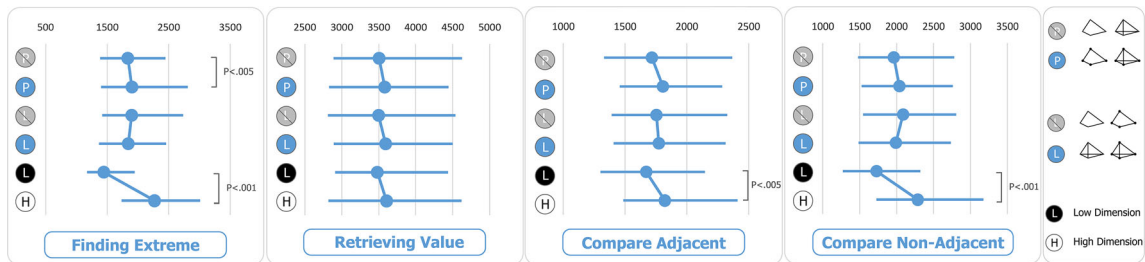 500 1500 2500 3500
P
P
L
L
L
H
P<.005
P<.001
Finding Extreme
2000 2500 3000 3500 4000 4500 5000
P
P
L
L
L
H
Retrieving Value
1000 1500 2000 2500
P
P
L
L
L
H
P<.005
Compare Adjacent
1000 1500 2000 2500 3000 3500
P
P
L
L
L
H
P<.001
Compare Non-Adjacent
P
P
L
L
L Low Dimension
H High Dimension